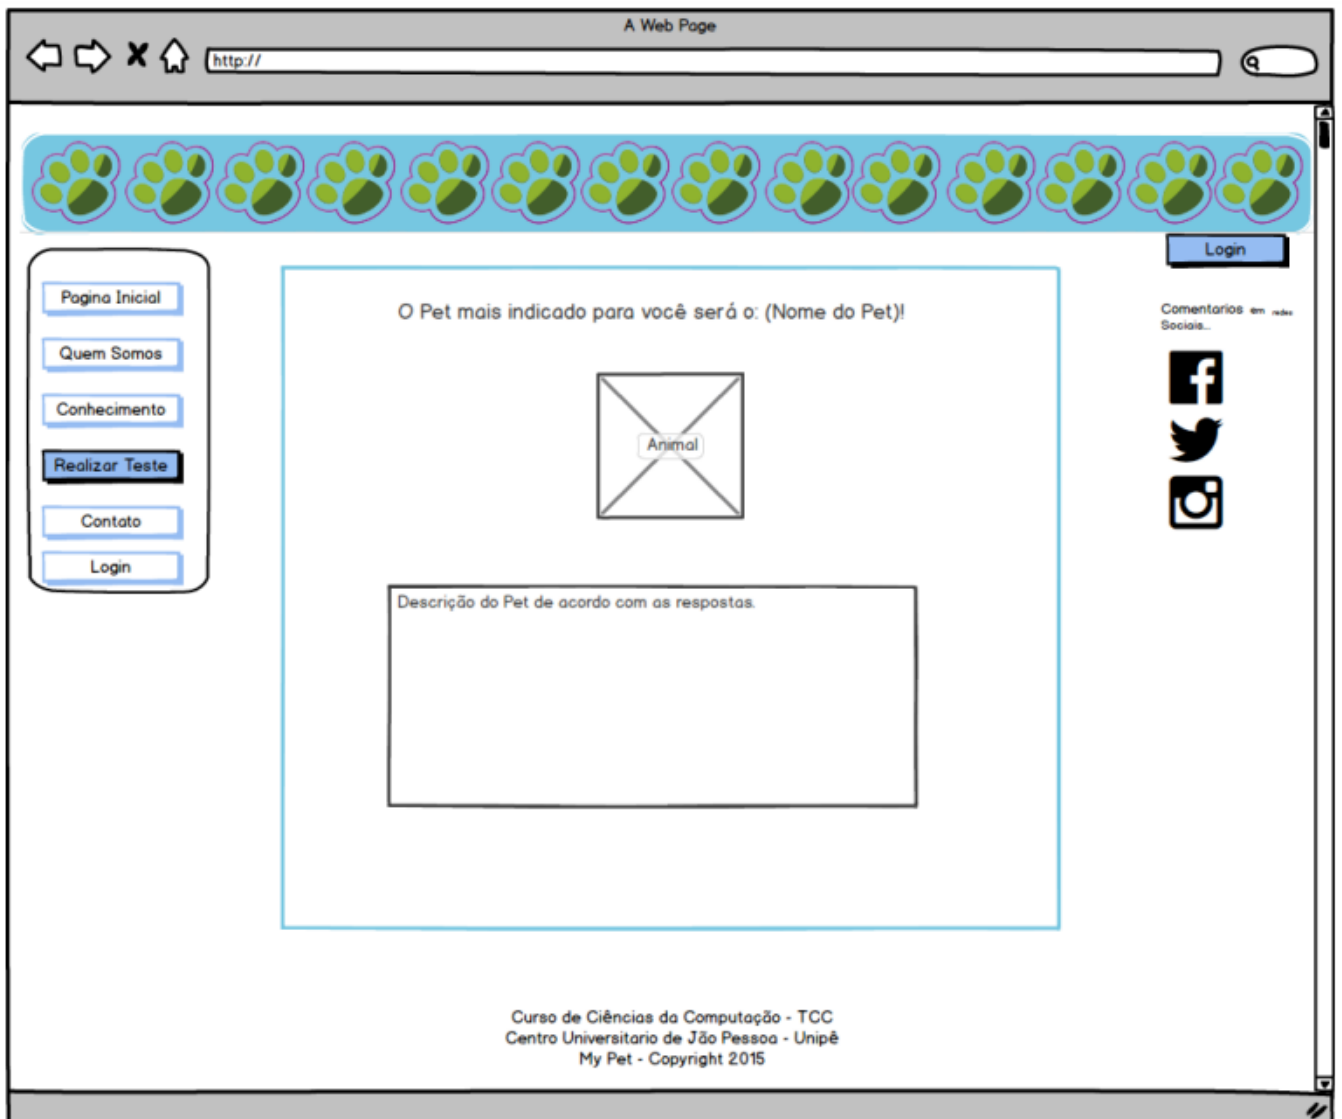 A Web Page
http://
Login
Pagina Inicial
Quem Somos
Conhecimento
Realizar Teste
Contato
Login
O Pet mais indicado para você será o: (Nome do Pet)!
Animal
Descrição do Pet de acordo com as respostas.
Comentarios em redes
Sociais...
Curso de Ciências da Computação - TCC
Centro Universitario de Jão Pessoa - Unipê
My Pet - Copyright 2015